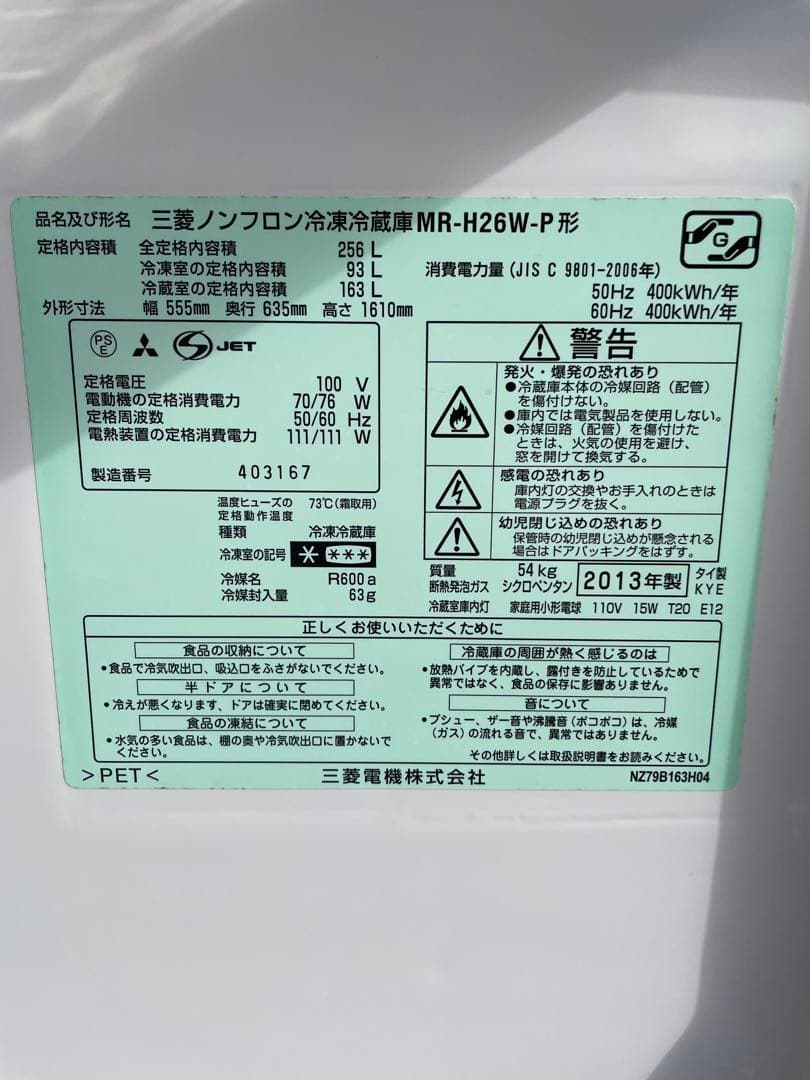 品名及び形名 三菱ノンフロン冷凍冷蔵庫MR-H26W-P形
定格内容積 全定格内容積 256 L
冷凍室の定格内容積 93 L
冷蔵室の定格内容積 163 L
外形寸法 幅 555mm 奥行 635mm 高さ 1610mm
G
消費電力量 (JIS C 9801-2006年)
50Hz 400kWh/年
60Hz 400kWh/年
PS E S JET
定格電圧 100 V
電動機の定格消費電力 70/76 W
定格周波数 50/60 Hz
電熱装置の定格消費電力 111/111 W
製造番号 403167
温度ヒューズの定格動作温度 73℃(霜取用)
種類 冷凍冷蔵庫
冷凍室の記号 * ***
冷媒名 R600a
冷媒封入量 63g
警告
発火・爆発の恐れあり
●冷蔵庫本体の冷媒回路(配管)
を傷付けない。
●庫内では電気製品を使用しない。
●冷媒回路(配管)を傷付けた
ときは、火気の使用を避け、
窓を開けて換気する。
感電の恐れあり
庫内灯の交換やお手入れのときは
電源プラグを抜く。
幼児閉じ込めの恐れあり
保管時の幼児閉じ込めが懸念される
場合はドアパッキングをはずす。
質量 54kg
断熱発泡ガス シクロペンタン
2013年製 タイ製
KYE
冷蔵室庫内灯 家庭用小形電球 110V 15W T20 E12
正しくお使いいただくために
食品の収納について
•食品で冷気吹出口、吸込口をふさがないでください。
半ドアについて
•冷えが悪くなります、ドアは確実に閉めてください。
食品の凍結について
•水気の多い食品は、棚の奥や冷気吹出口に置かないで
ください。
冷蔵庫の周囲が熱く感じるのは
•放熱パイプを内蔵し、露付きを防止しているためで
異常ではなく、食品の保存に影響ありません。
音について
•プシュー、ザー音や沸騰音(ポコポコ)は、冷媒
(ガス)の流れる音で、異常ではありません。
その他詳しくは取扱説明書をお読みください。
>PET< 三菱電機株式会社 NZ79B163H04